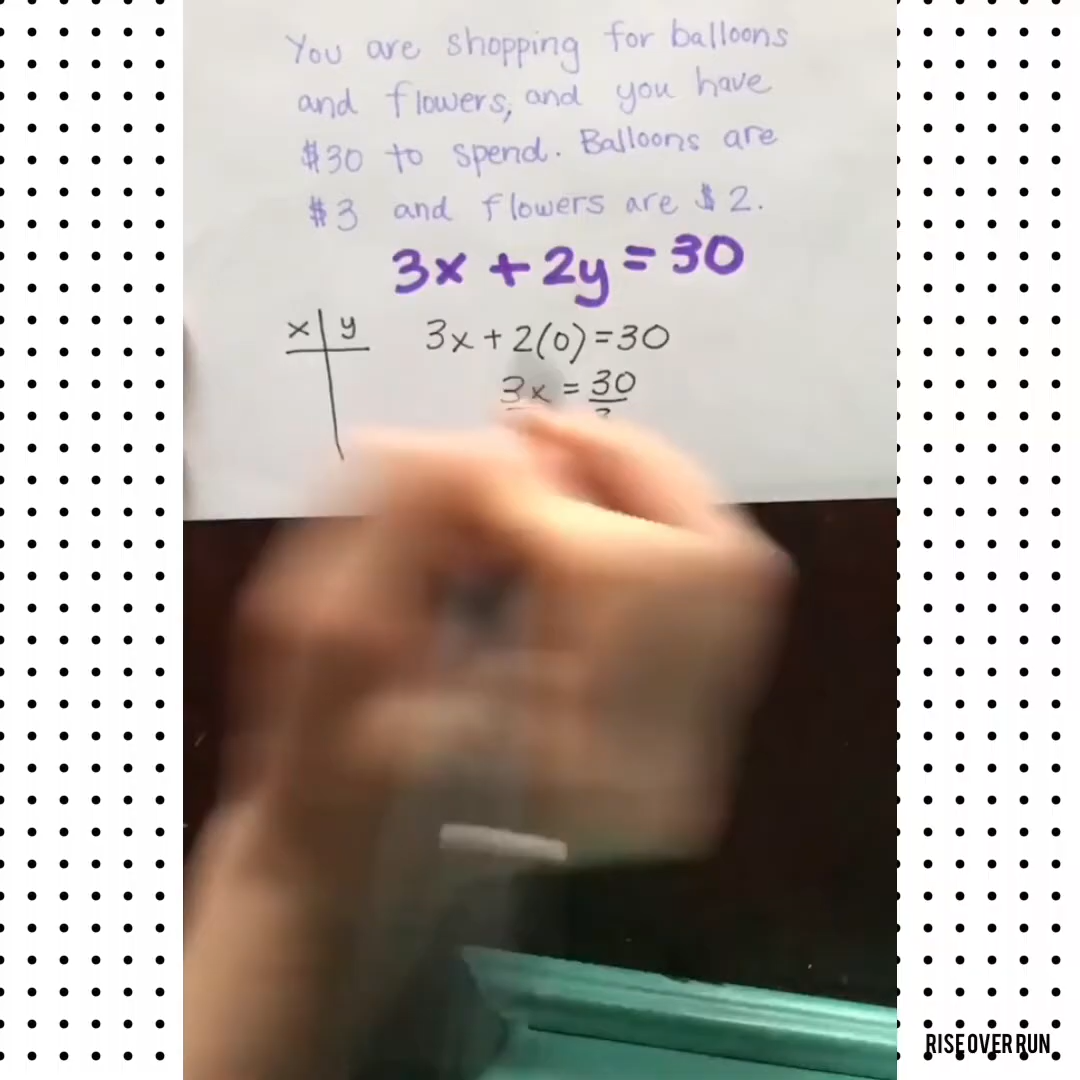 You are shopping for balloons
and flowers, and you have
$30 to spend. Balloons are
$3 and flowers are $2.
3x + 2y = 30
x y
3x + 2(0) = 30
3x = 30
RISE OVER RUN